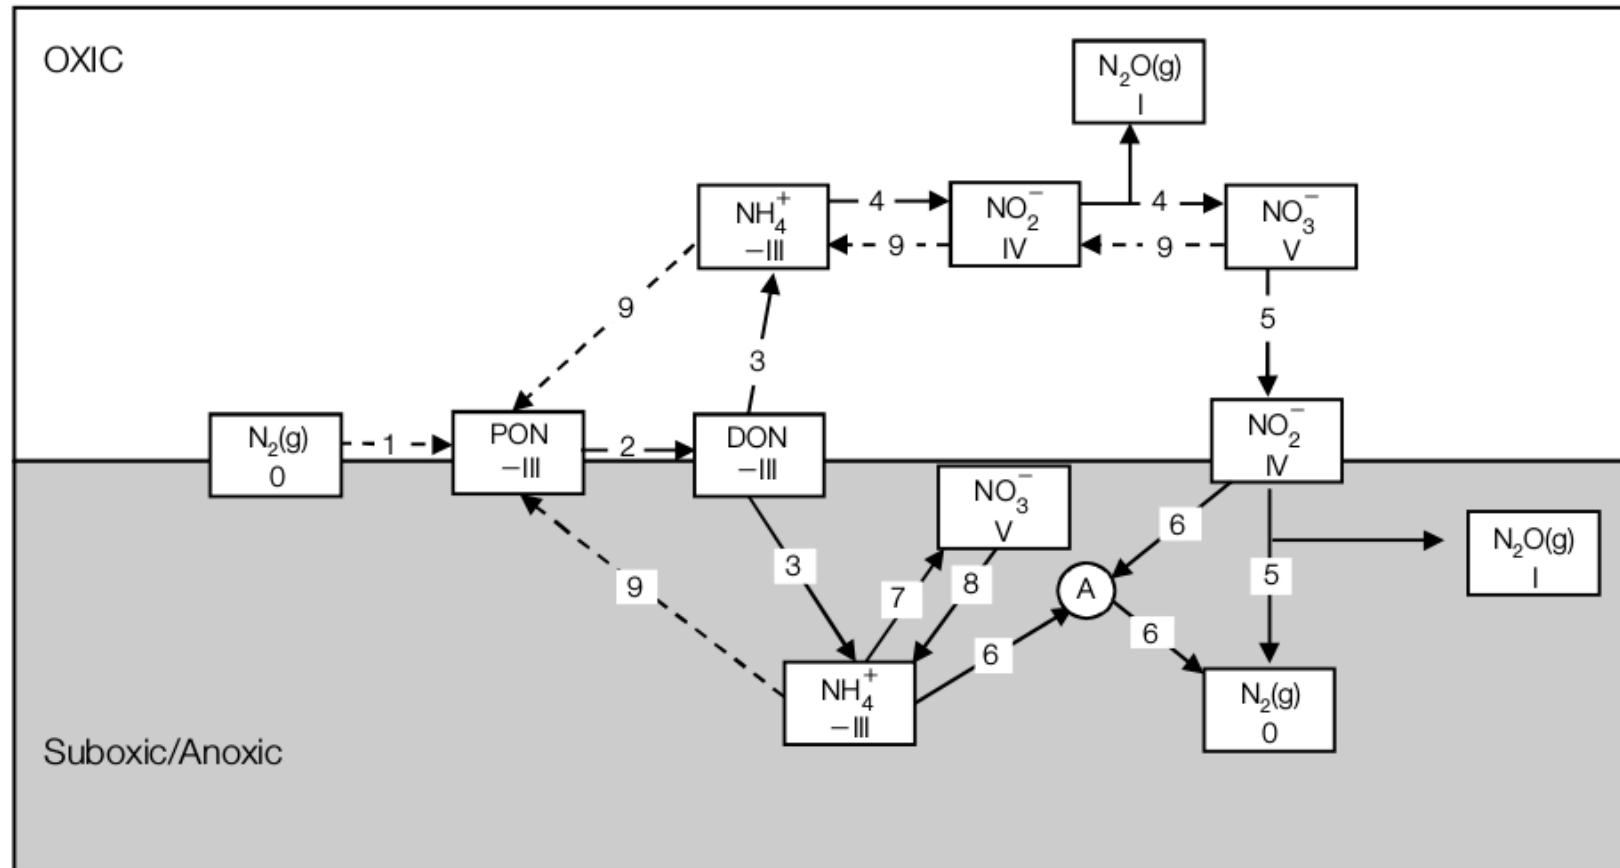 OXIC
N₂O(g)
I
NH₄⁺
−III
4
NO₂⁻
IV
4
NO₃⁻
V
9
9
9
3
5
N₂(g)
0
1
PON
−III
2
DON
−III
NO₂⁻
IV
NO₃⁻
V
6
N₂O(g)
I
3
9
7
8
A
5
6
6
NH₄⁺
−III
N₂(g)
0
Suboxic/Anoxic